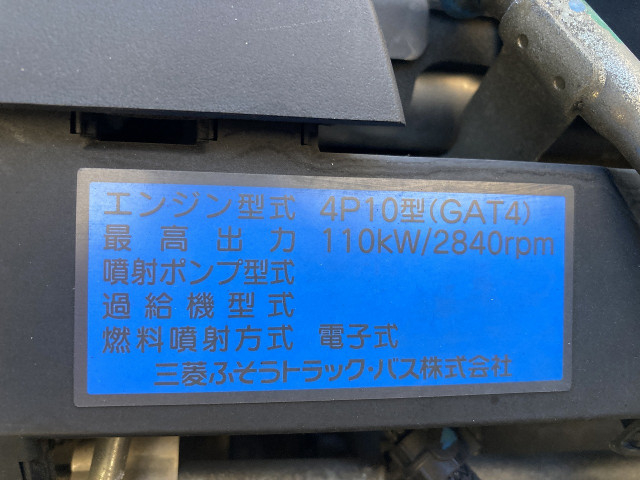 エンジン型式 4P10型(GAT4)
最高出力 110kW/2840rpm
噴射ポンプ型式
過給機型式
燃料噴射方式 電子式
三菱ふそうトラック・バス株式会社